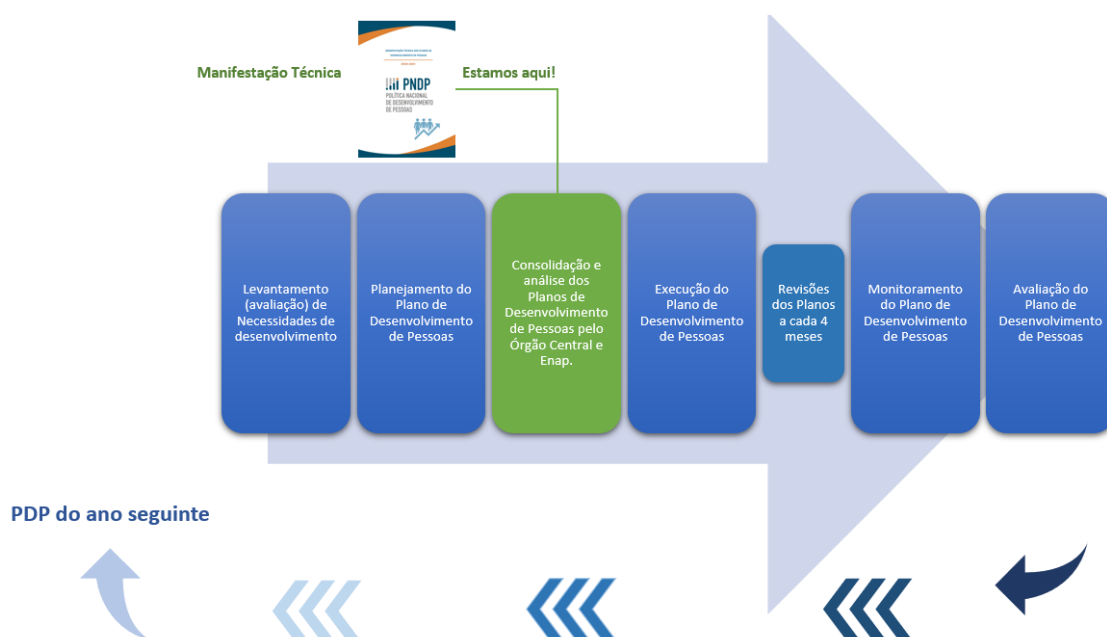 Manifestação Técnica
PNDP
POLÍTICA NACIONAL
DE DESENVOLVIMENTO
DE PESSOAS
Estamos aqui!
Levantamento
(avaliação) de
Necessidades de
desenvolvimento
Planejamento do
Plano de
Desenvolvimento
de Pessoas
Consolidação e
análise dos
Planos de
Desenvolvimento
de Pessoas pelo
Órgão Central e
Enap.
Execução do
Plano de
Desenvolvimento
de Pessoas
Revisões
dos Planos
a cada 4
meses
Monitoramento
do Plano de
Desenvolvimento
de Pessoas
Avaliação do
Plano de
Desenvolvimento
de Pessoas
PDP do ano seguinte